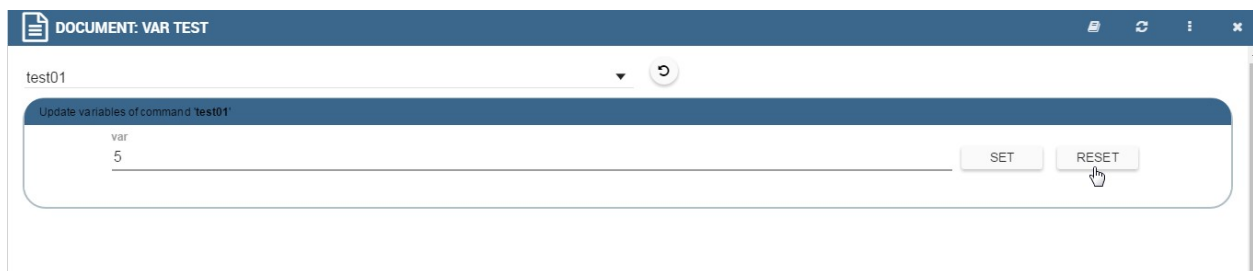 DOCUMENT: VAR TEST
test01
Update variables of command 'test01'
var
5
SET RESET